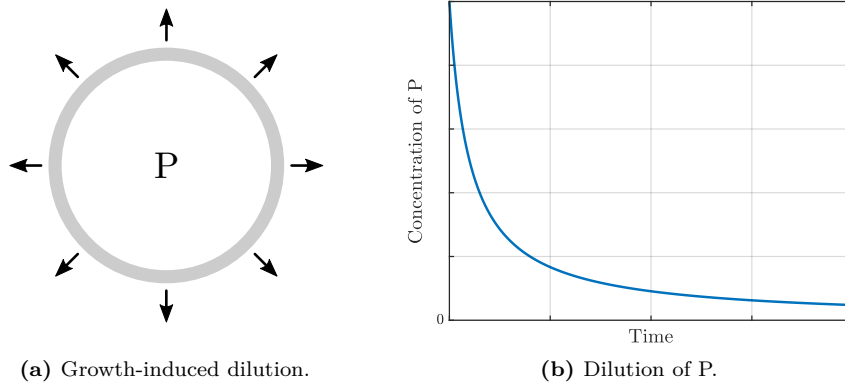 P
Concentration of P
0
Time
(a) Growth-induced dilution.
(b) Dilution of P.